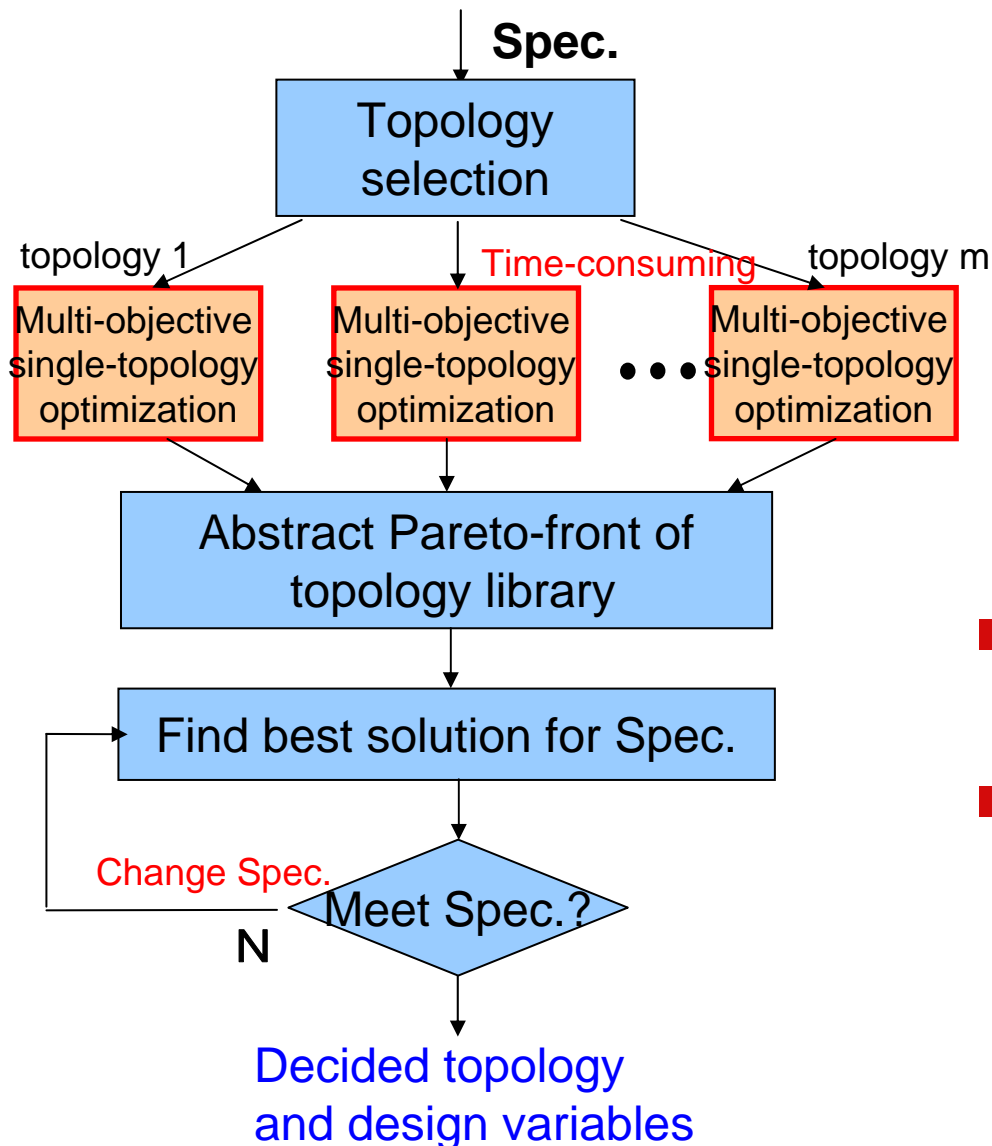 Spec.
Topology
selection
topology 1
Time-consuming
topology m
Multi-objective
single-topology
optimization
Multi-objective
single-topology
optimization
Multi-objective
single-topology
optimization
Abstract Pareto-front of
topology library
Find best solution for Spec.
Change Spec.
Meet Spec.?
N
Decided topology
and design variables